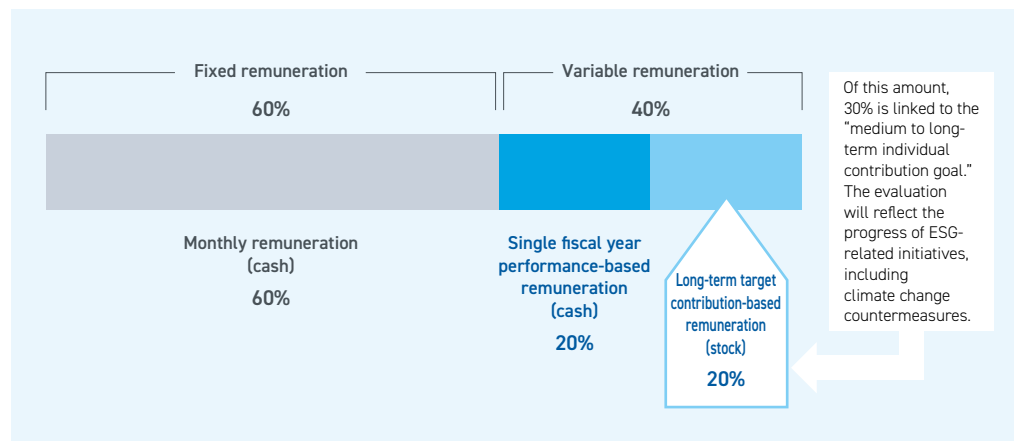 Fixed remuneration
60%
Variable remuneration
40%
Monthly remuneration
(cash)
60%
Single fiscal year
performance-based
remuneration
(cash)
20%
Long-term target
contribution-based
remuneration
(stock)
20%
Of this amount,
30% is linked to the
“medium to long-
term individual
contribution goal.”
The evaluation
will reflect the
progress of ESG-
related initiatives,
including
climate change
countermeasures.